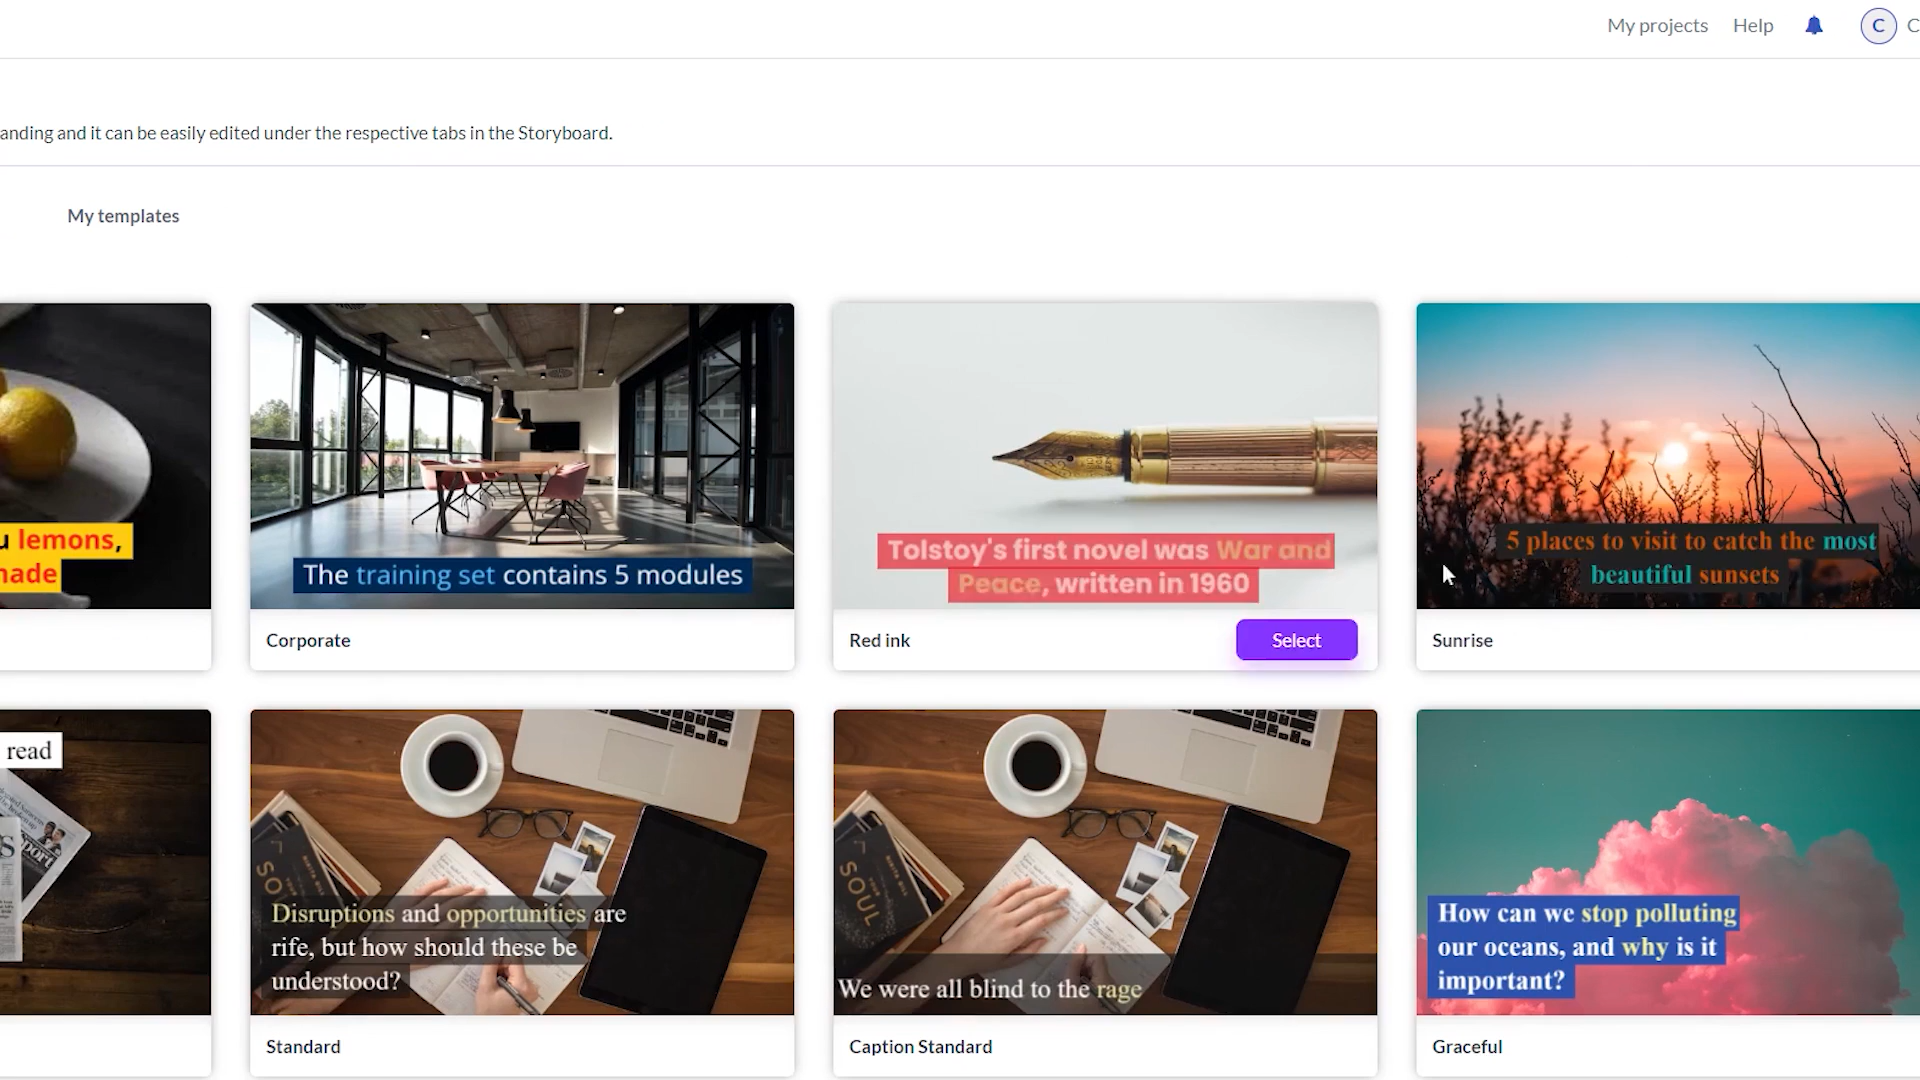 My projects Help C C
anding and it can be easily edited under the respective tabs in the Storyboard.
My templates
u lemons,
nade
The training set contains 5 modules
Corporate
Tolstoy's first novel was War and
Peace, written in 1960
Red ink
Select
5 places to visit to catch the most
beautiful sunsets
Sunrise
read
port
SOUL
Disruptions and opportunities are
rife, but how should these be
understood?
Standard
SOUL
We were all blind to the rage
Caption Standard
How can we stop polluting
our oceans, and why is it
important?
Graceful